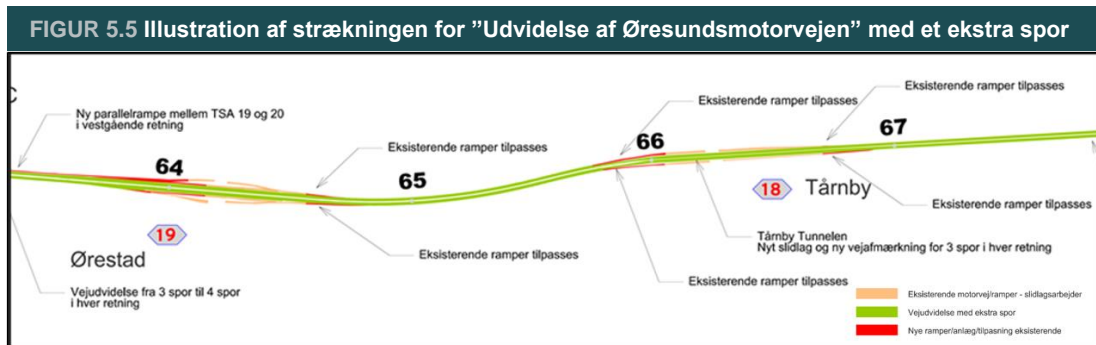 FIGUR 5.5 Illustration af strækningen for ”Udvidelse af Øresundsmotorvejen” med et ekstra spor
Ny parallelrampe mellem TSA 19 og 20
i vestgående retning
64
Eksisterende ramper tilpasses
65
66
Eksisterende ramper tilpasses
Eksisterende ramper tilpasses
67
19
Ørestad
Vejudvidelse fra 3 spor til 4 spor
i hver retning
Eksisterende ramper tilpasses
18 Tårnby
Eksisterende ramper tilpasses
Tårnby Tunnelen
Nyt slidlag og ny vejafmærkning for 3 spor i hver retning
Eksisterende ramper tilpasses
Eksisterende motorvej/ramper - slidlagsarbejder
Vejudvidelse med ekstra spor
Nye ramper/anlæg/tilpasning eksisterende